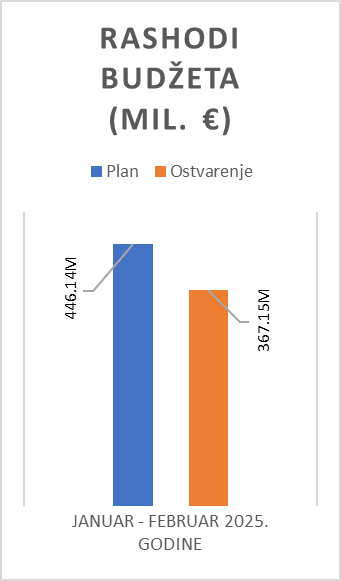 RASHODI
BUDŽETA
(MIL. €)
Plan Ostvarenje
446.14M
367.15M
JANUAR - FEBRUAR 2025.
GODINE